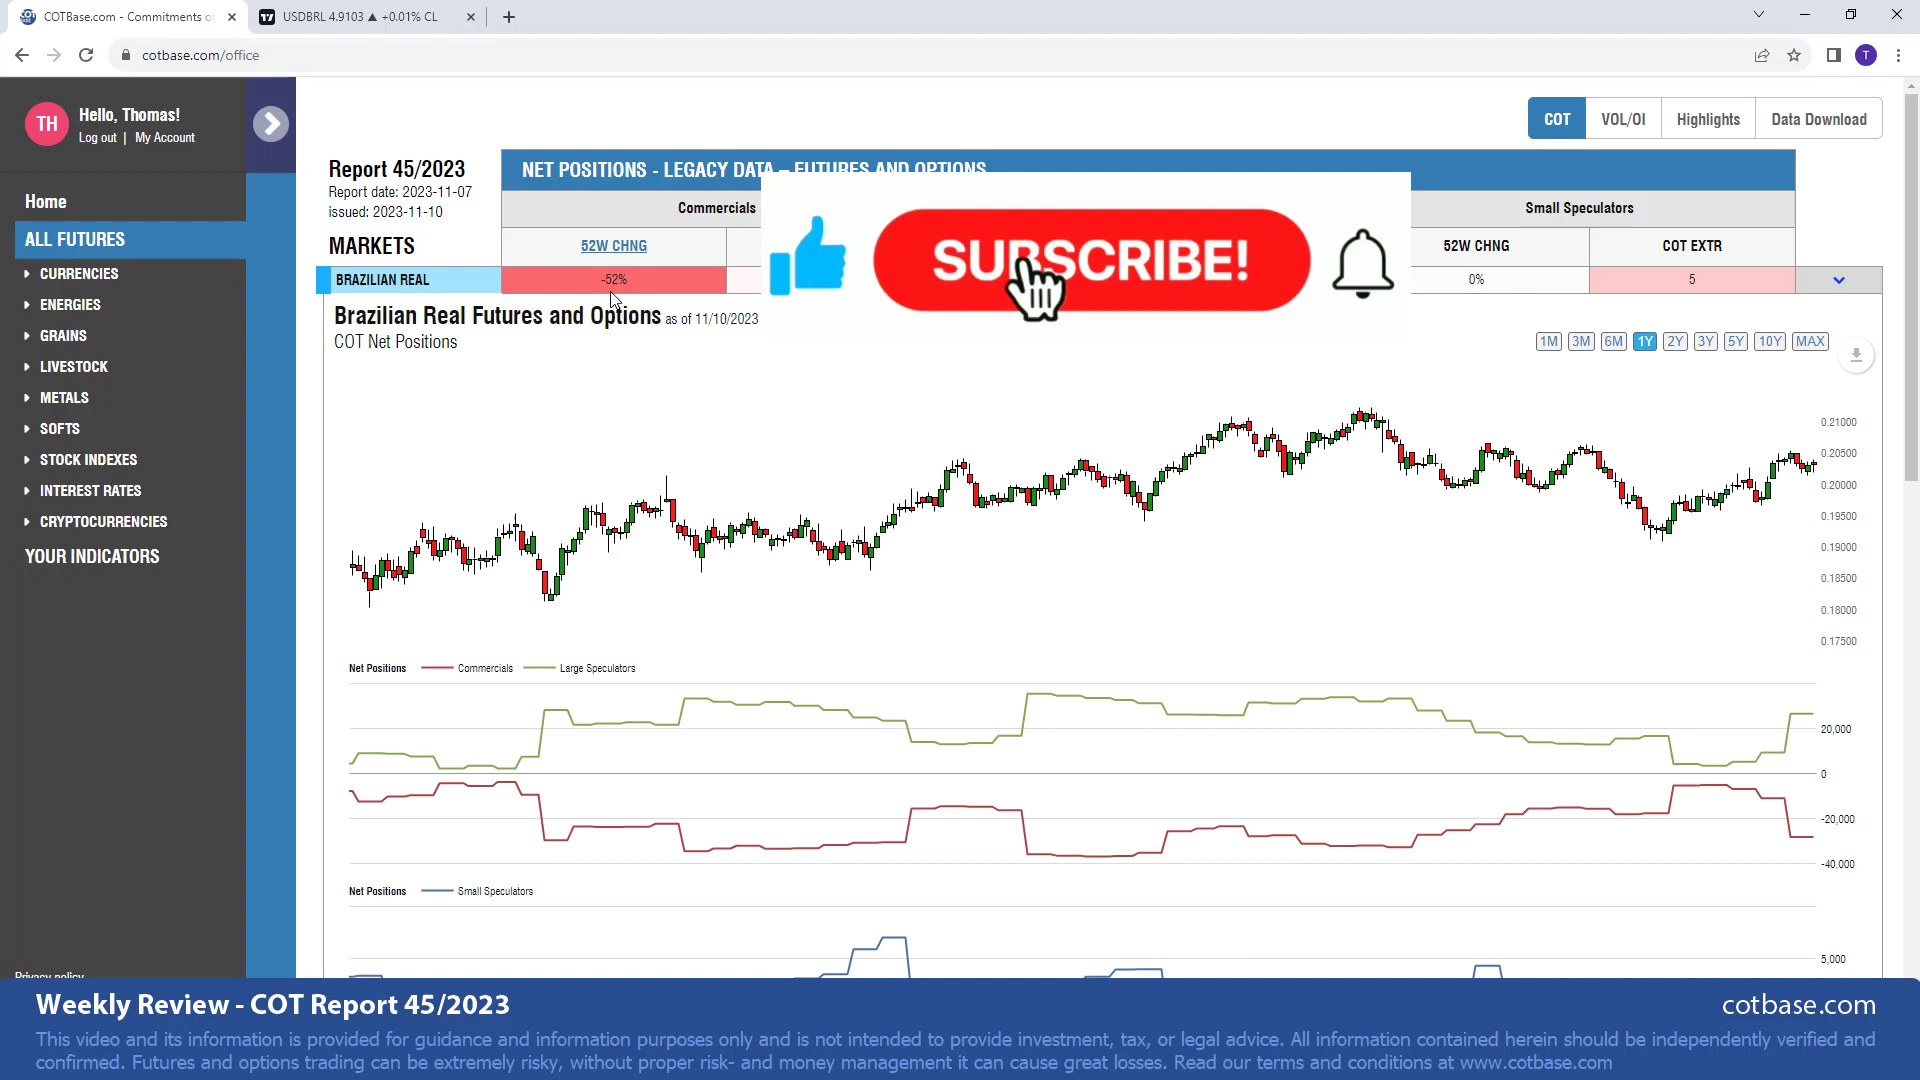 COTBase.com - Commitments of
USDBRL 4.9103 ▲ +0.01% CL
cotbase.com/office
T
TH
Hello, Thomas!
Log out | My Account
Home
ALL FUTURES
CURRENCIES
ENERGIES
GRAINS
LIVESTOCK
METALS
SOFTS
STOCK INDEXES
INTEREST RATES
CRYPTOCURRENCIES
YOUR INDICATORS
Privacy policy
COT VOL/OI Highlights Data Download
Report 45/2023
Report date: 2023-11-07
issued: 2023-11-10
MARKETS
NET POSITIONS - LEGACY DATA – FUTURES AND OPTIONS
Commercials Small Speculators
52W CHNG 52W CHNG COT EXTR
BRAZILIAN REAL -52% 0% 5
SUBSCRIBE!
Brazilian Real Futures and Options as of 11/10/2023
COT Net Positions
1M 3M 6M 1Y 2Y 3Y 5Y 10Y MAX
0.21000
0.20500
0.20000
0.19500
0.19000
0.18500
0.18000
0.17500
Net Positions Commercials Large Speculators
20,000
0
-20,000
-40,000
Net Positions Small Speculators
5,000
Weekly Review - COT Report 45/2023
cotbase.com
This video and its information is provided for guidance and information purposes only and is not intended to provide investment, tax, or legal advice. All information contained herein should be independently verified and
confirmed. Futures and options trading can be extremely risky, without proper risk- and money management it can cause great losses. Read our terms and conditions at www.cotbase.com